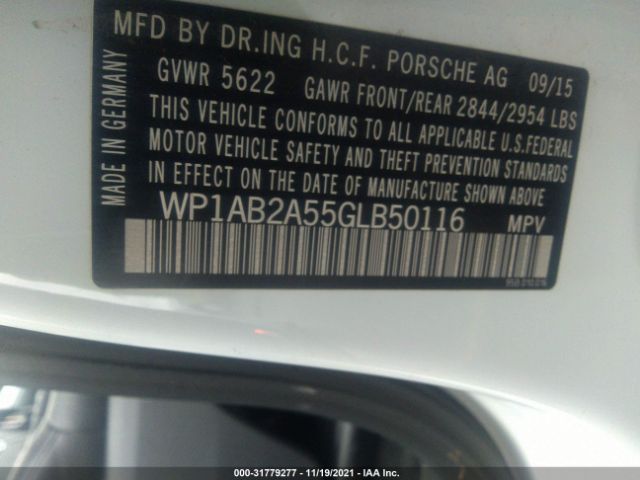 MFD BY DR.ING H.C.F. PORSCHE AG 09/15
GVWR 5622 GAWR FRONT/REAR 2844/2954 LBS
THIS VEHICLE CONFORMS TO ALL APPLICABLE U.S.FEDERAL
MOTOR VEHICLE SAFETY AND THEFT PREVENTION STANDARDS
IN EFFECT ON THE DATE OF MANUFACTURE SHOWN ABOVE
WP1AB2A55GLB50116 MPV
MADE IN GERMANY
000-31779277 - 11/19/2021 - IAA Inc.